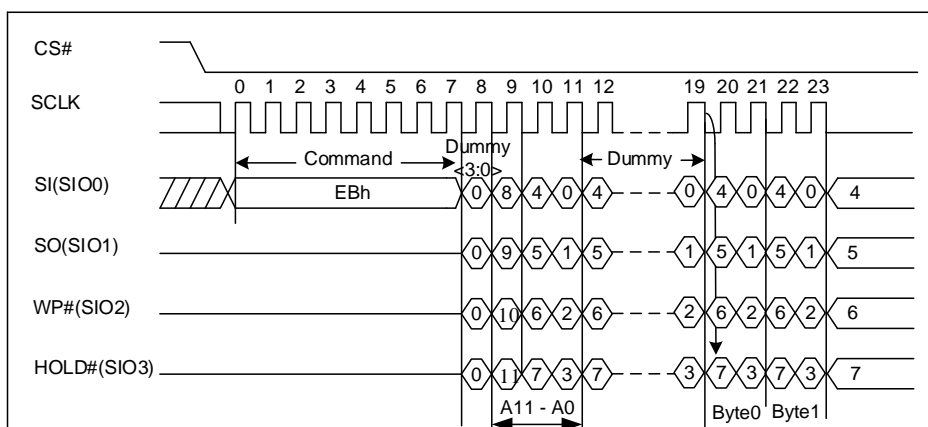 CS#
0 1 2 3 4 5 6 7 8 9 10 11 12 19 20 21 22 23
SCLK
Command Dummy Dummy
<3:0>
SI(SIO0) EBh 0 8 4 0 4 0 4 0 4 0 4
SO(SIO1) 0 9 5 1 5 1 5 1 5 1 5
WP#(SIO2) 0 10 6 2 6 2 6 2 6 2 6
HOLD#(SIO3) 0 11 7 3 7 3 7 3 7 3 7
A11 - A0 Byte0 Byte1